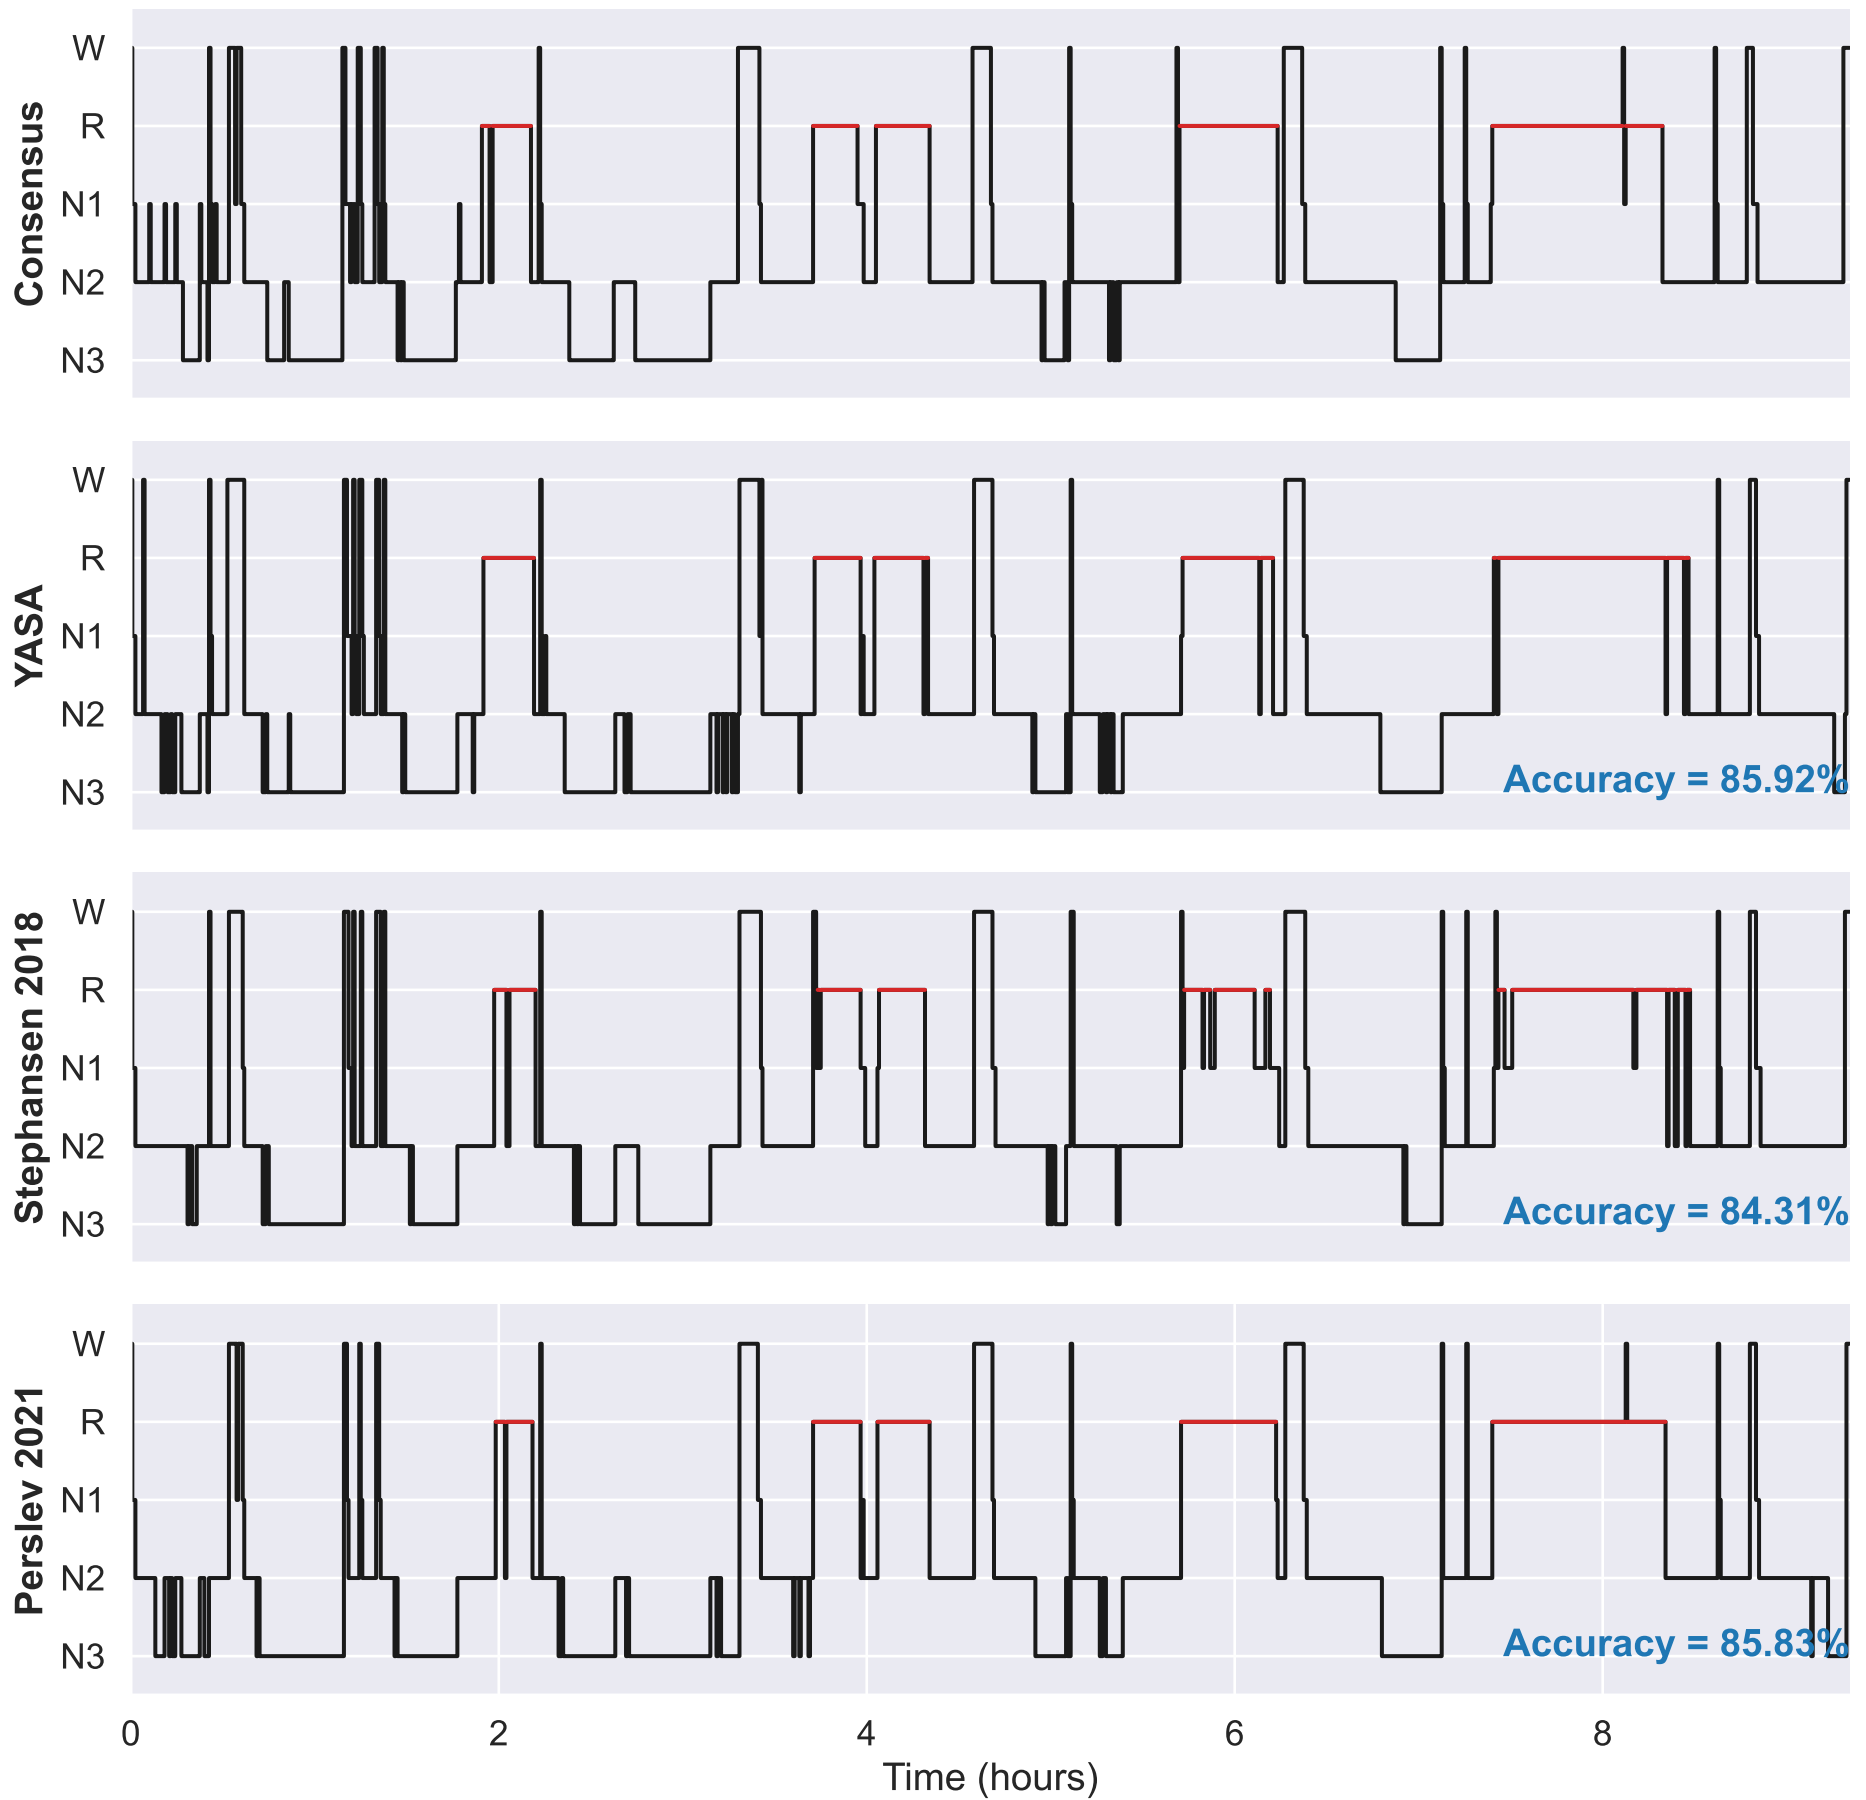 Consensus
W
R
N1
N2
N3
YASA
W
R
N1
N2
N3
Accuracy = 85.92%
Stephansen 2018
W
R
N1
N2
N3
Accuracy = 84.31%
Perslev 2021
W
R
N1
N2
N3
Accuracy = 85.83%
0 2 4 6 8
Time (hours)